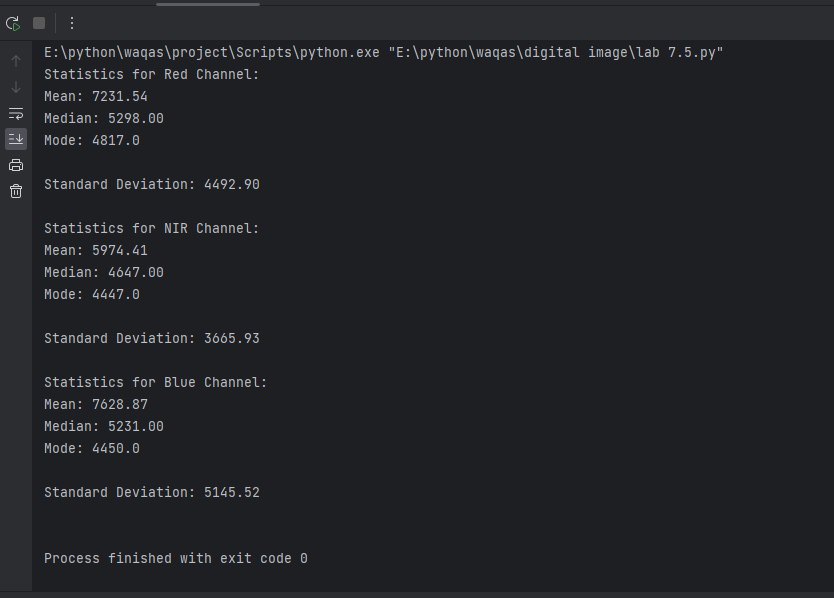 E:\python\waqas\project\Scripts\python.exe "E:\python\waqas\digital image\lab 7.5.py"
Statistics for Red Channel:
Mean: 7231.54
Median: 5298.00
Mode: 4817.0
Standard Deviation: 4492.90
Statistics for NIR Channel:
Mean: 5974.41
Median: 4647.00
Mode: 4447.0
Standard Deviation: 3665.93
Statistics for Blue Channel:
Mean: 7628.87
Median: 5231.00
Mode: 4450.0
Standard Deviation: 5145.52
Process finished with exit code 0